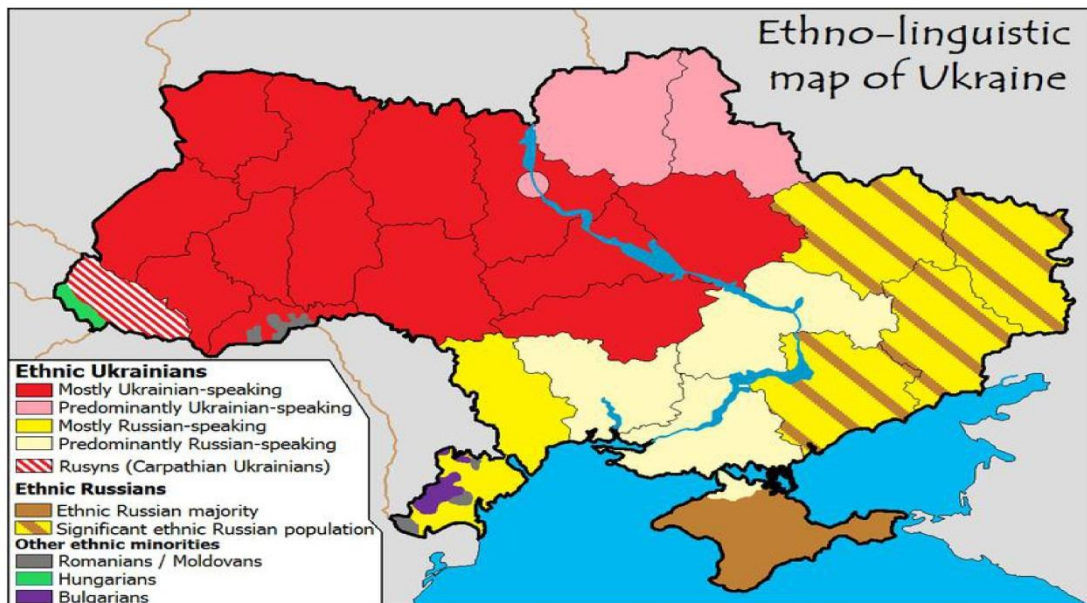 Ethno-linguistic
map of Ukraine
Ethnic Ukrainians
Mostly Ukrainian-speaking
Predominantly Ukrainian-speaking
Mostly Russian-speaking
Predominantly Russian-speaking
Rusyns (Carpathian Ukrainians)
Ethnic Russians
Ethnic Russian majority
Significant ethnic Russian population
Other ethnic minorities
Romanians / Moldovans
Hungarians
Bulgarians